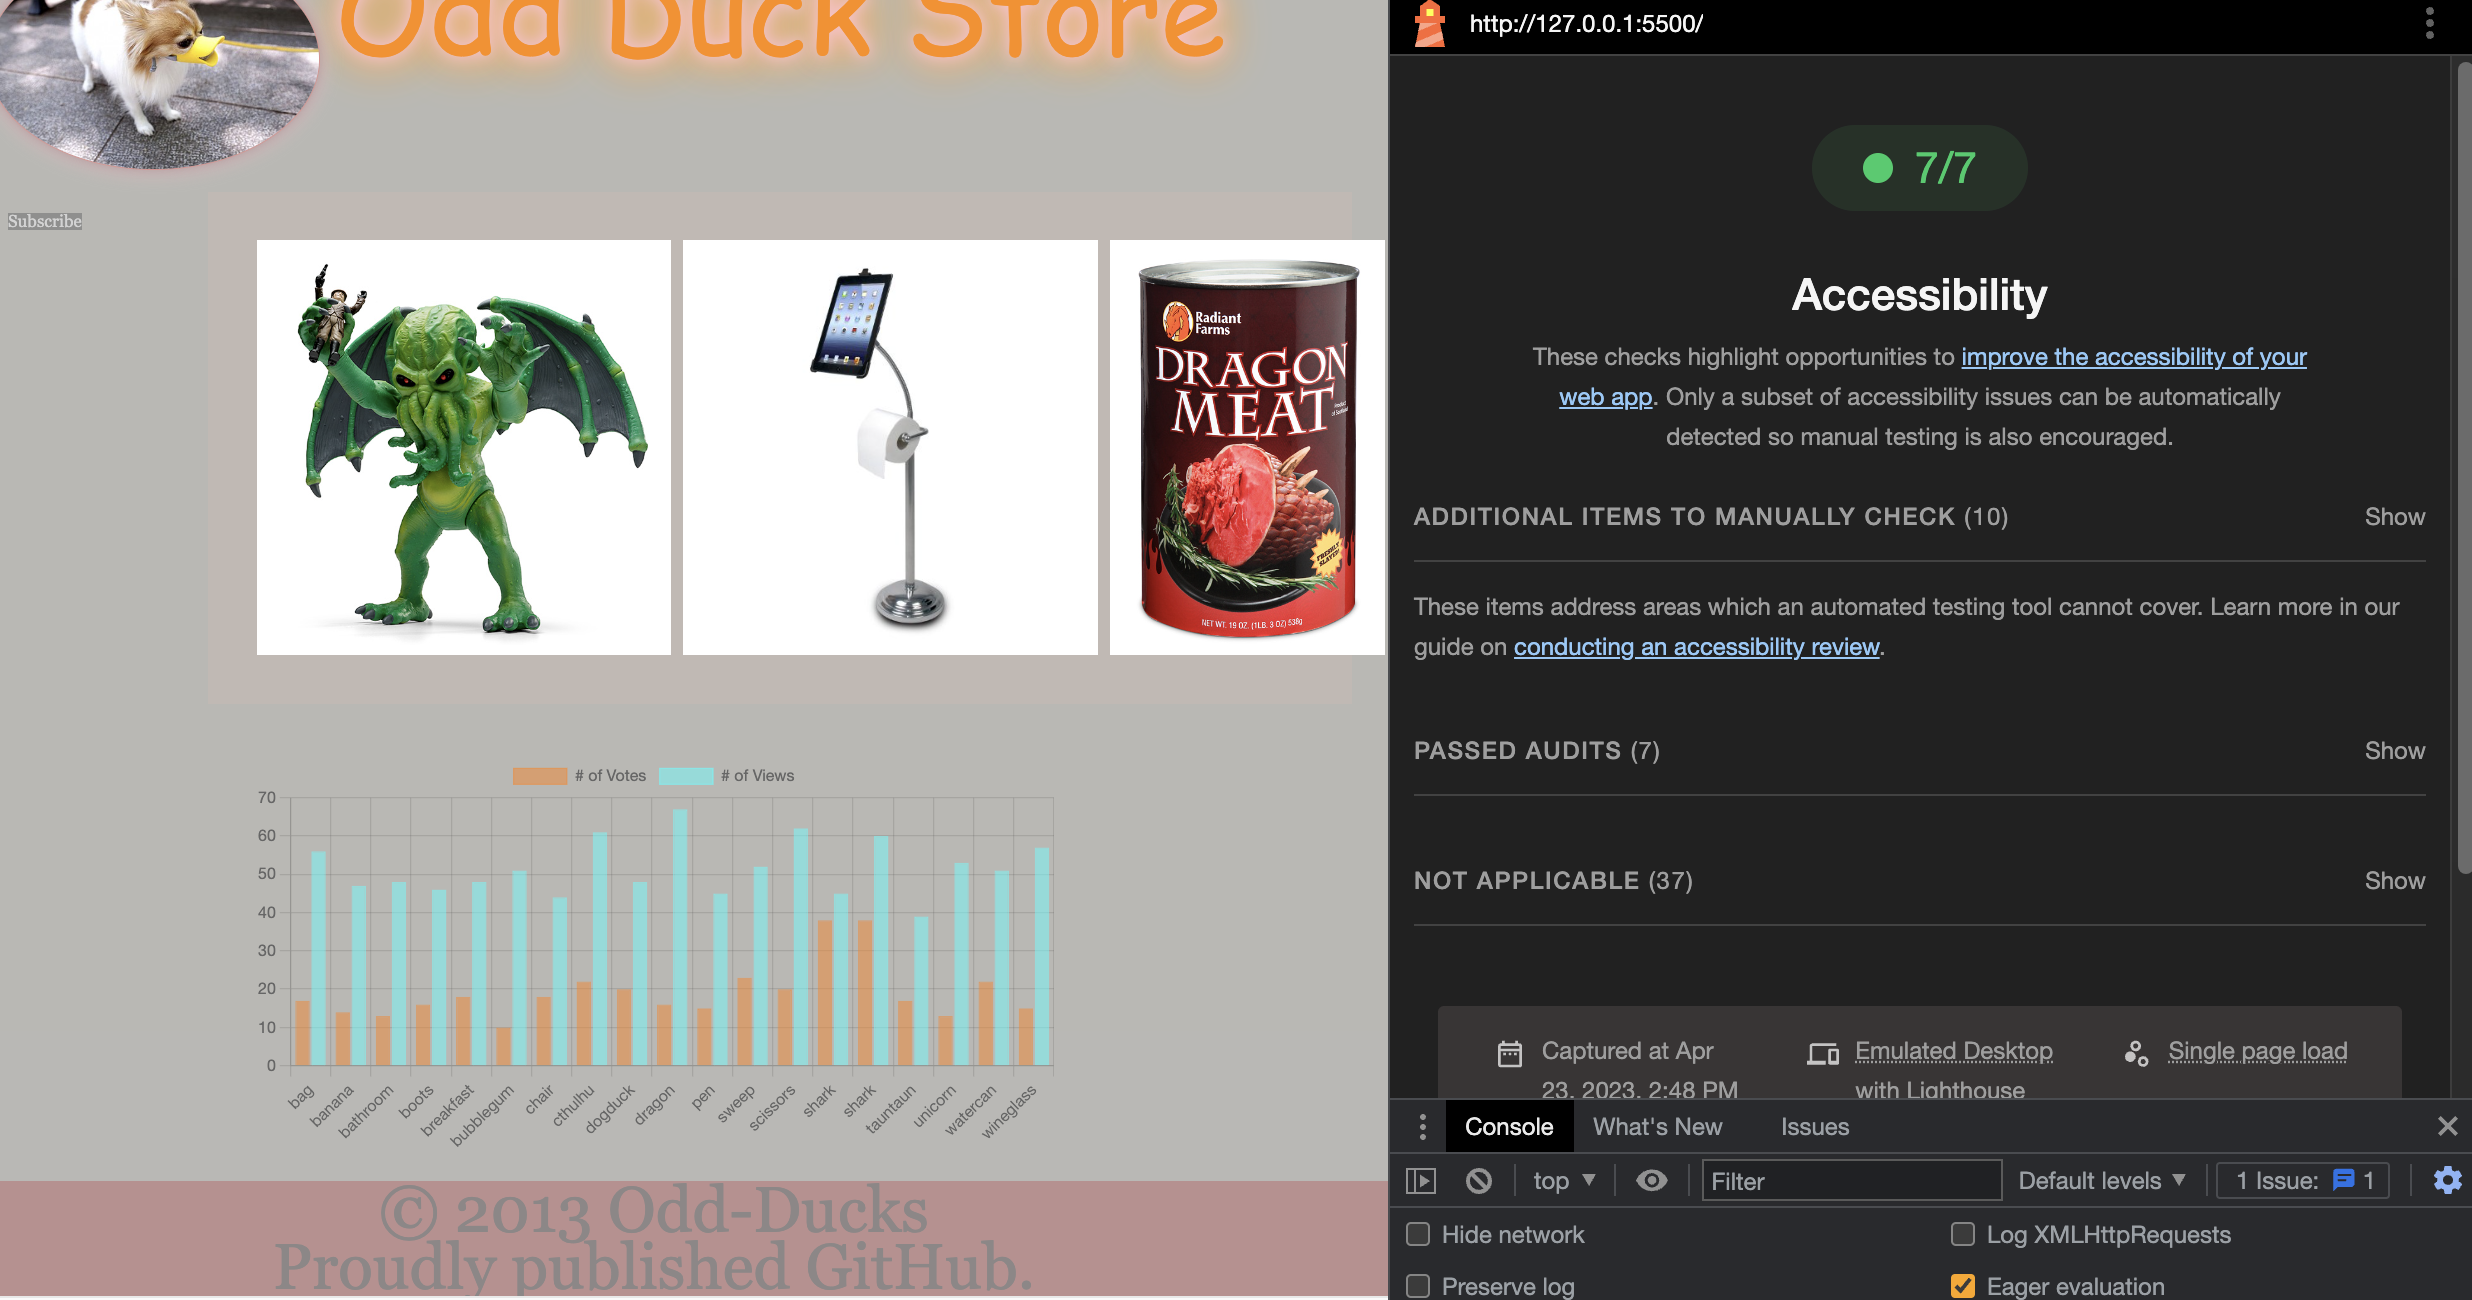 Odd Duck Store
Subscribe
Radiant
Farms
DRAGON
MEAT
FRESHLY
SLAYED!
NET WT. 19 OZ. (1LB. 3 OZ) 538g
# of Votes
# of Views
70
60
50
40
30
20
10
0
bag
banana
bathroom
boots
breakfast
bubblegum
chair
cthulhu
dogduck
dragon
pen
sweep
scissors
shark
shark
tauntaun
unicorn
watercan
wineglass
© 2013 Odd-Ducks
Proudly published GitHub.
http://127.0.0.1:5500/
7/7
Accessibility
These checks highlight opportunities to improve the accessibility of your
web app. Only a subset of accessibility issues can be automatically
detected so manual testing is also encouraged.
ADDITIONAL ITEMS TO MANUALLY CHECK (10)
Show
These items address areas which an automated testing tool cannot cover. Learn more in our
guide on conducting an accessibility review.
PASSED AUDITS (7)
Show
NOT APPLICABLE (37)
Show
Captured at Apr
23, 2023, 2:48 PM
Emulated Desktop
with Lighthouse
Single page load
Console
What's New
Issues
top
Filter
Default levels
1 Issue:
1
Hide network
Log XMLHttpRequests
Preserve log
Eager evaluation